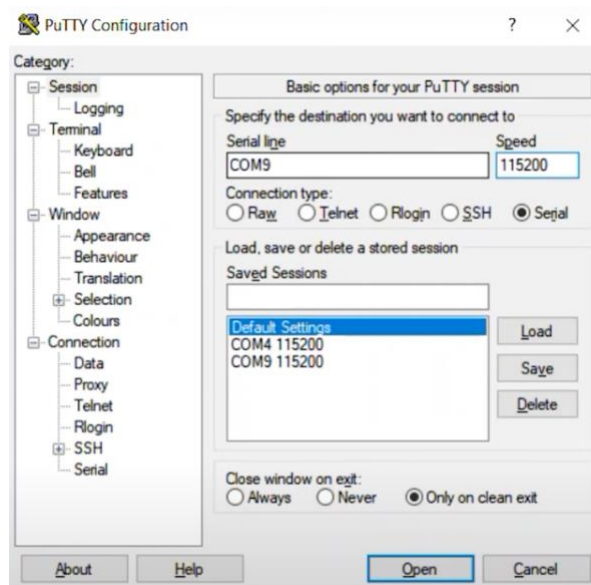 PuTTY Configuration
?
Category:
Session
Logging
Terminal
Keyboard
Bell
Features
Window
Appearance
Behaviour
Translation
Selection
Colours
Connection
Data
Proxy
Telnet
Rlogin
SSH
Serial
Basic options for your PuTTY session
Specify the destination you want to connect to
Serial line Speed
COM9 115200
Connection type:
Raw Telnet Rlogin SSH Serial
Load, save or delete a stored session
Saved Sessions
Default Settings
COM4 115200
COM9 115200
Load
Save
Delete
Close window on exit:
Always Never Only on clean exit
About Help Open Cancel